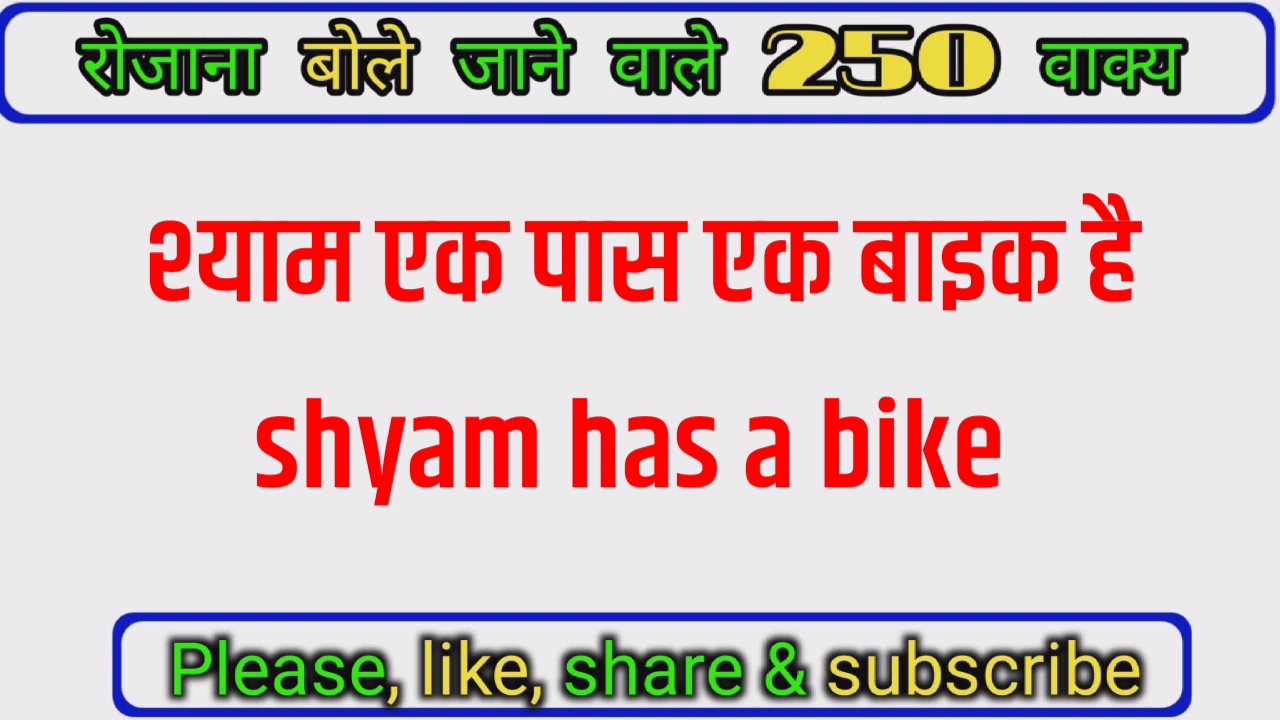 रोजाना बोले जाने वाले 250 वाक्य
श्याम एक पास एक बाइक है
shyam has a bike
Please, like, share & subscribe